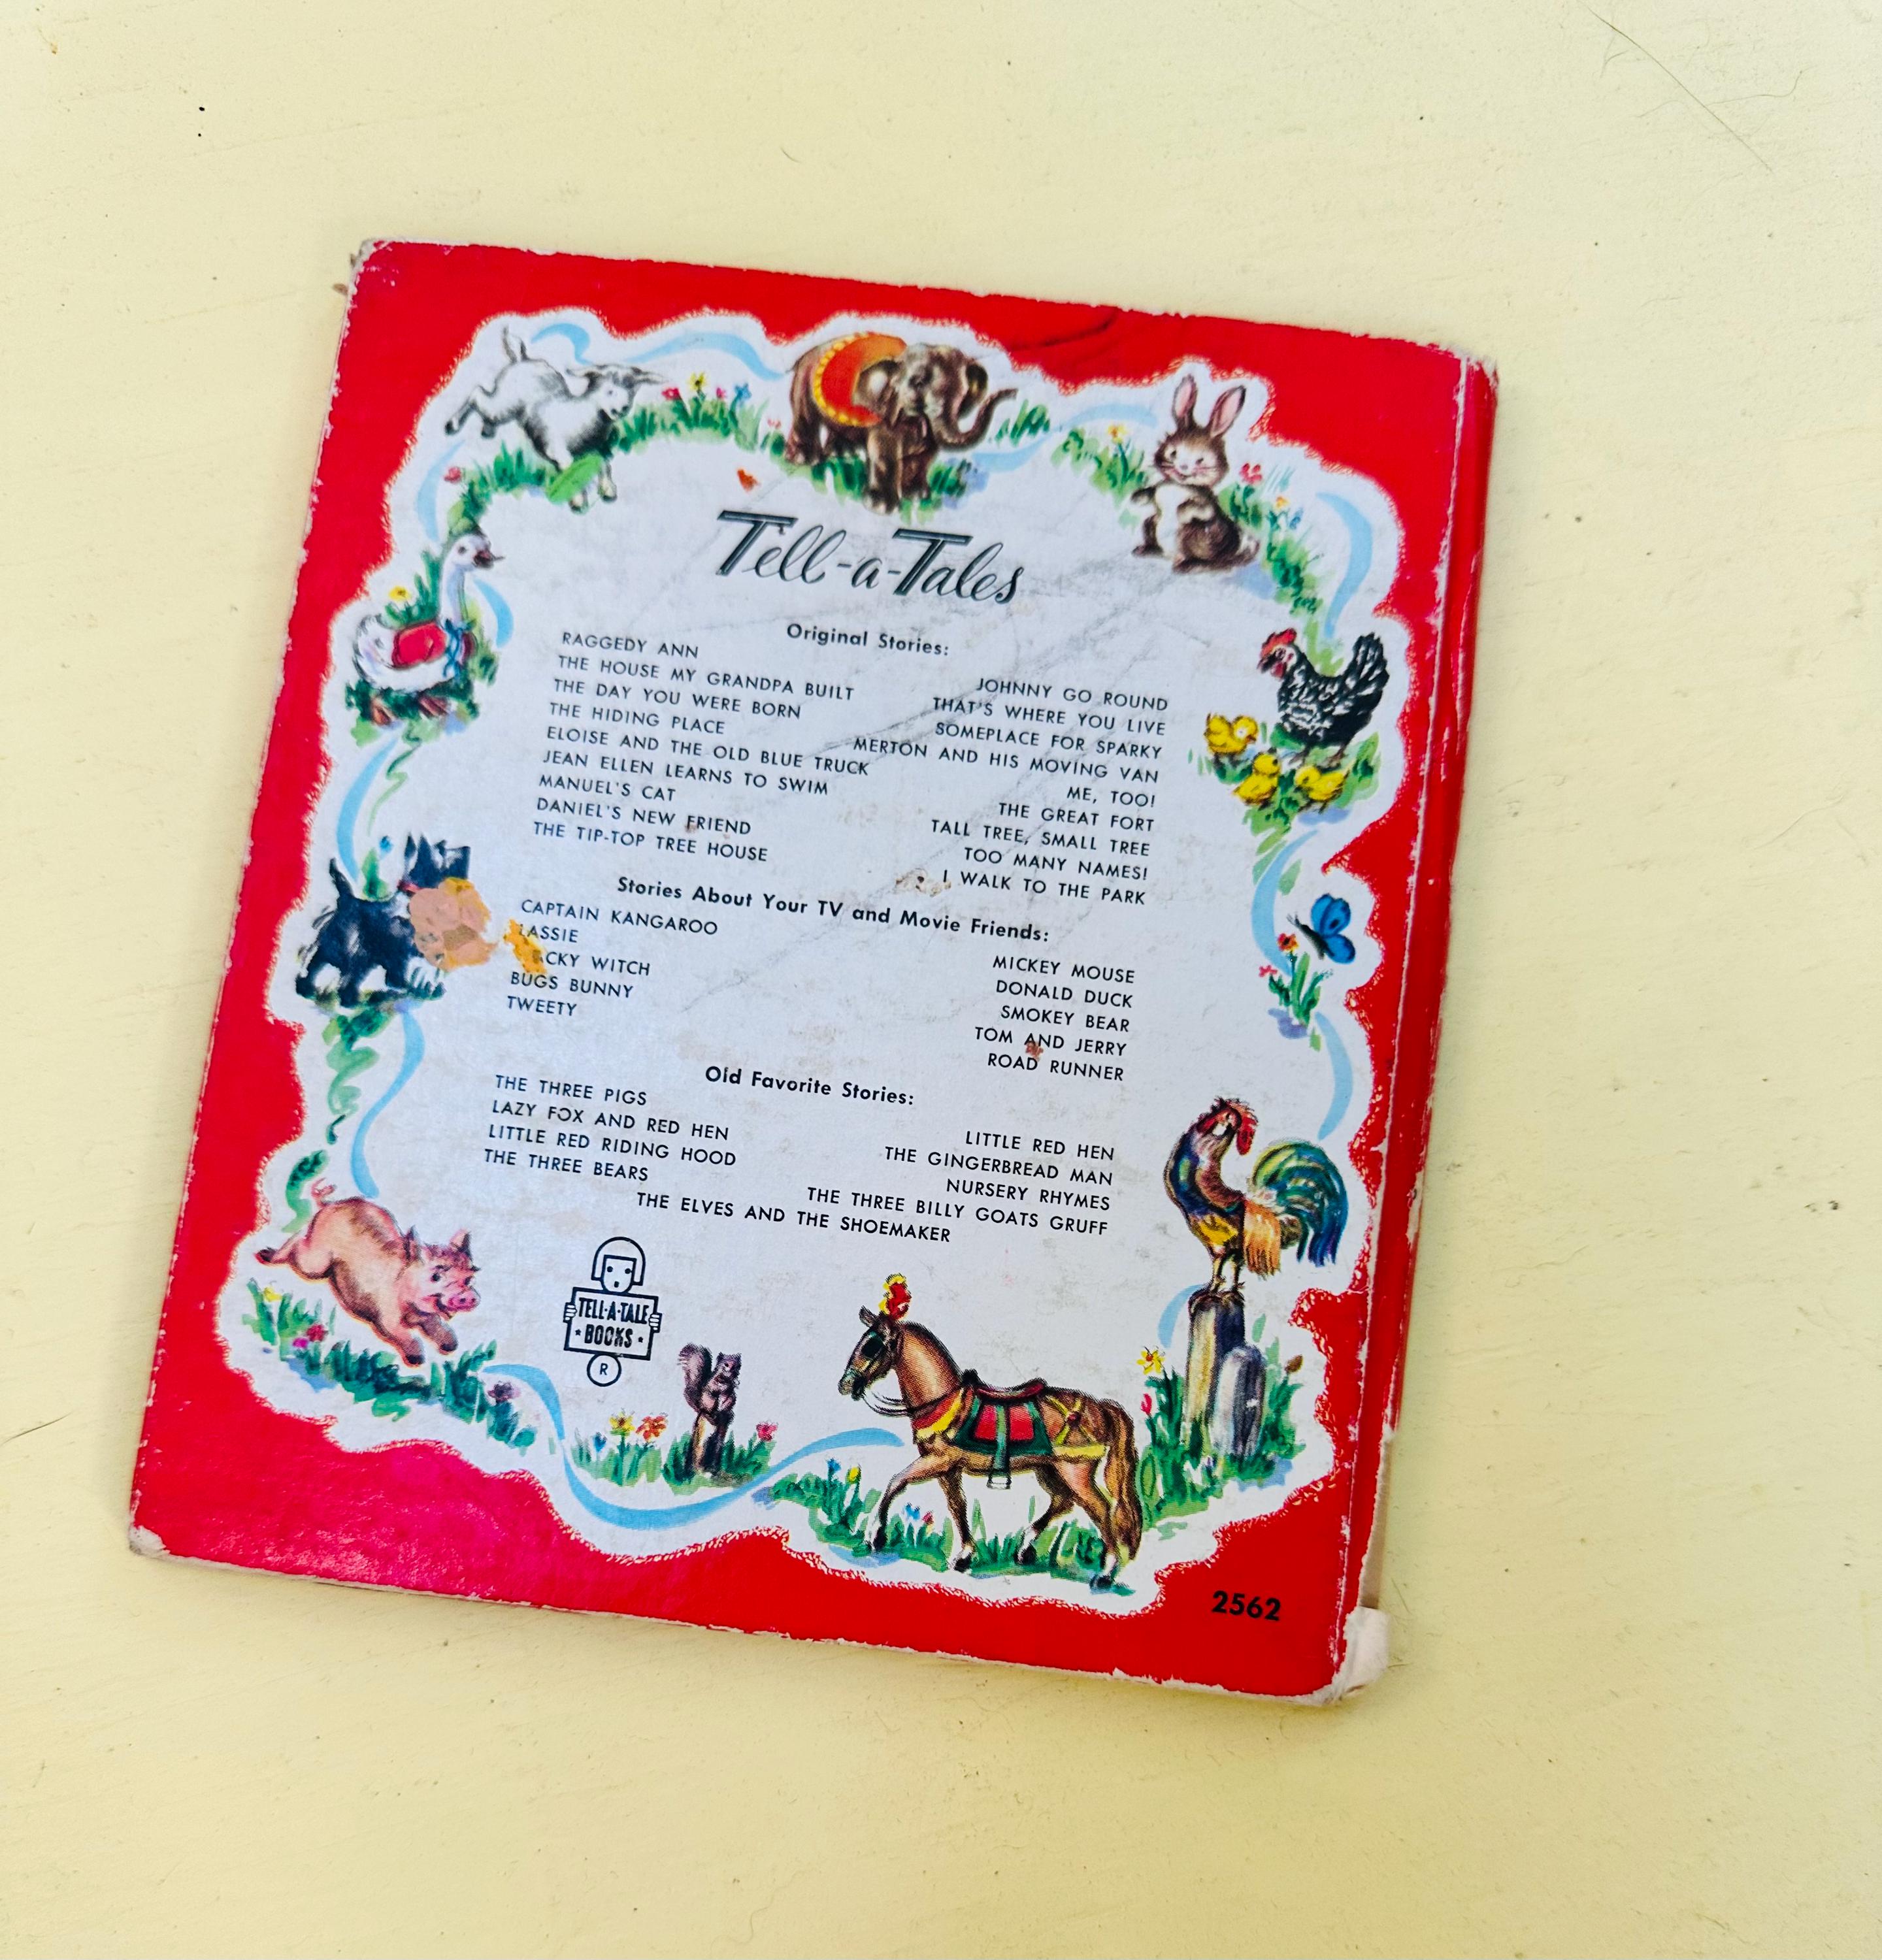 Tell-a-Tales
Original Stories:
RAGGEDY ANN
THE HOUSE MY GRANDPA BUILT
THE DAY YOU WERE BORN
THE HIDING PLACE
ELOISE AND THE OLD BLUE TRUCK
JEAN ELLEN LEARNS TO SWIM
MANUEL'S CAT
DANIEL'S NEW FRIEND
THE TIP-TOP TREE HOUSE
JOHNNY GO ROUND
THAT'S WHERE YOU LIVE
SOMEPLACE FOR SPARKY
MERTON AND HIS MOVING VAN
ME, TOO!
THE GREAT FORT
TALL TREE, SMALL TREE
TOO MANY NAMES!
I WALK TO THE PARK
Stories About Your TV and Movie Friends:
CAPTAIN KANGAROO
LASSIE
WITCH
BUGS BUNNY
TWEETY
MICKEY MOUSE
DONALD DUCK
SMOKEY BEAR
TOM AND JERRY
ROAD RUNNER
Old Favorite Stories:
THE THREE PIGS
LAZY FOX AND RED HEN
LITTLE RED RIDING HOOD
THE THREE BEARS
LITTLE RED HEN
THE GINGERBREAD MAN
NURSERY RHYMES
THE THREE BILLY GOATS GRUFF
THE ELVES AND THE SHOEMAKER
TELL-A-TALE
BOOKS
R
2562